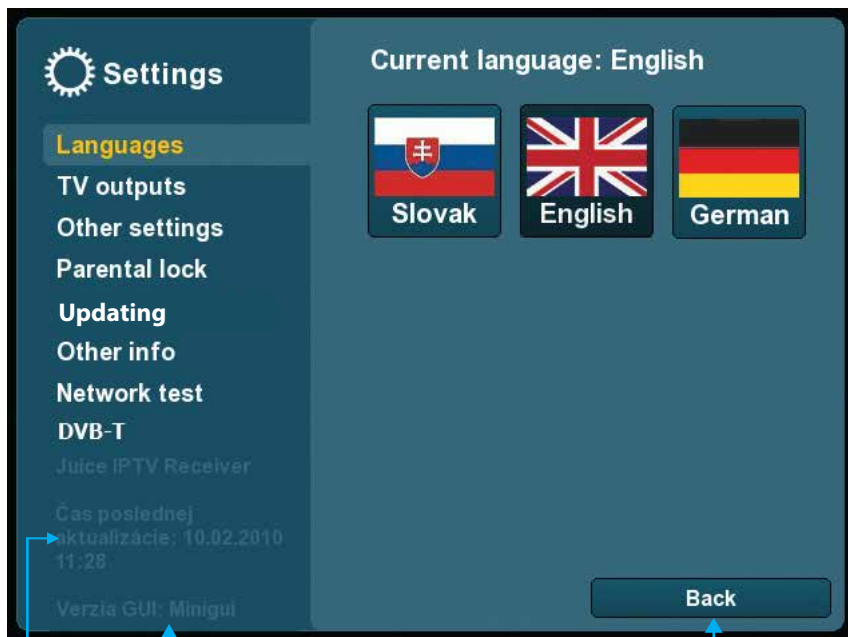 Settings
Languages
TV outputs
Other settings
Parental lock
Updating
Other info
Network test
DVB-T
Juice IPTV Receiver
Čas poslednej
aktualizácie: 10.02.2010
11:28
Verzia GUI: Minigui
Current language: English
Slovak
English
German
Back